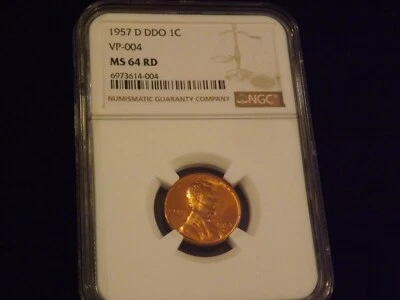 1957 D DDO 1C
VP-004
MS 64 RD
6973614-004
NUMISMATIC GUARANTY COMPANY
NGC